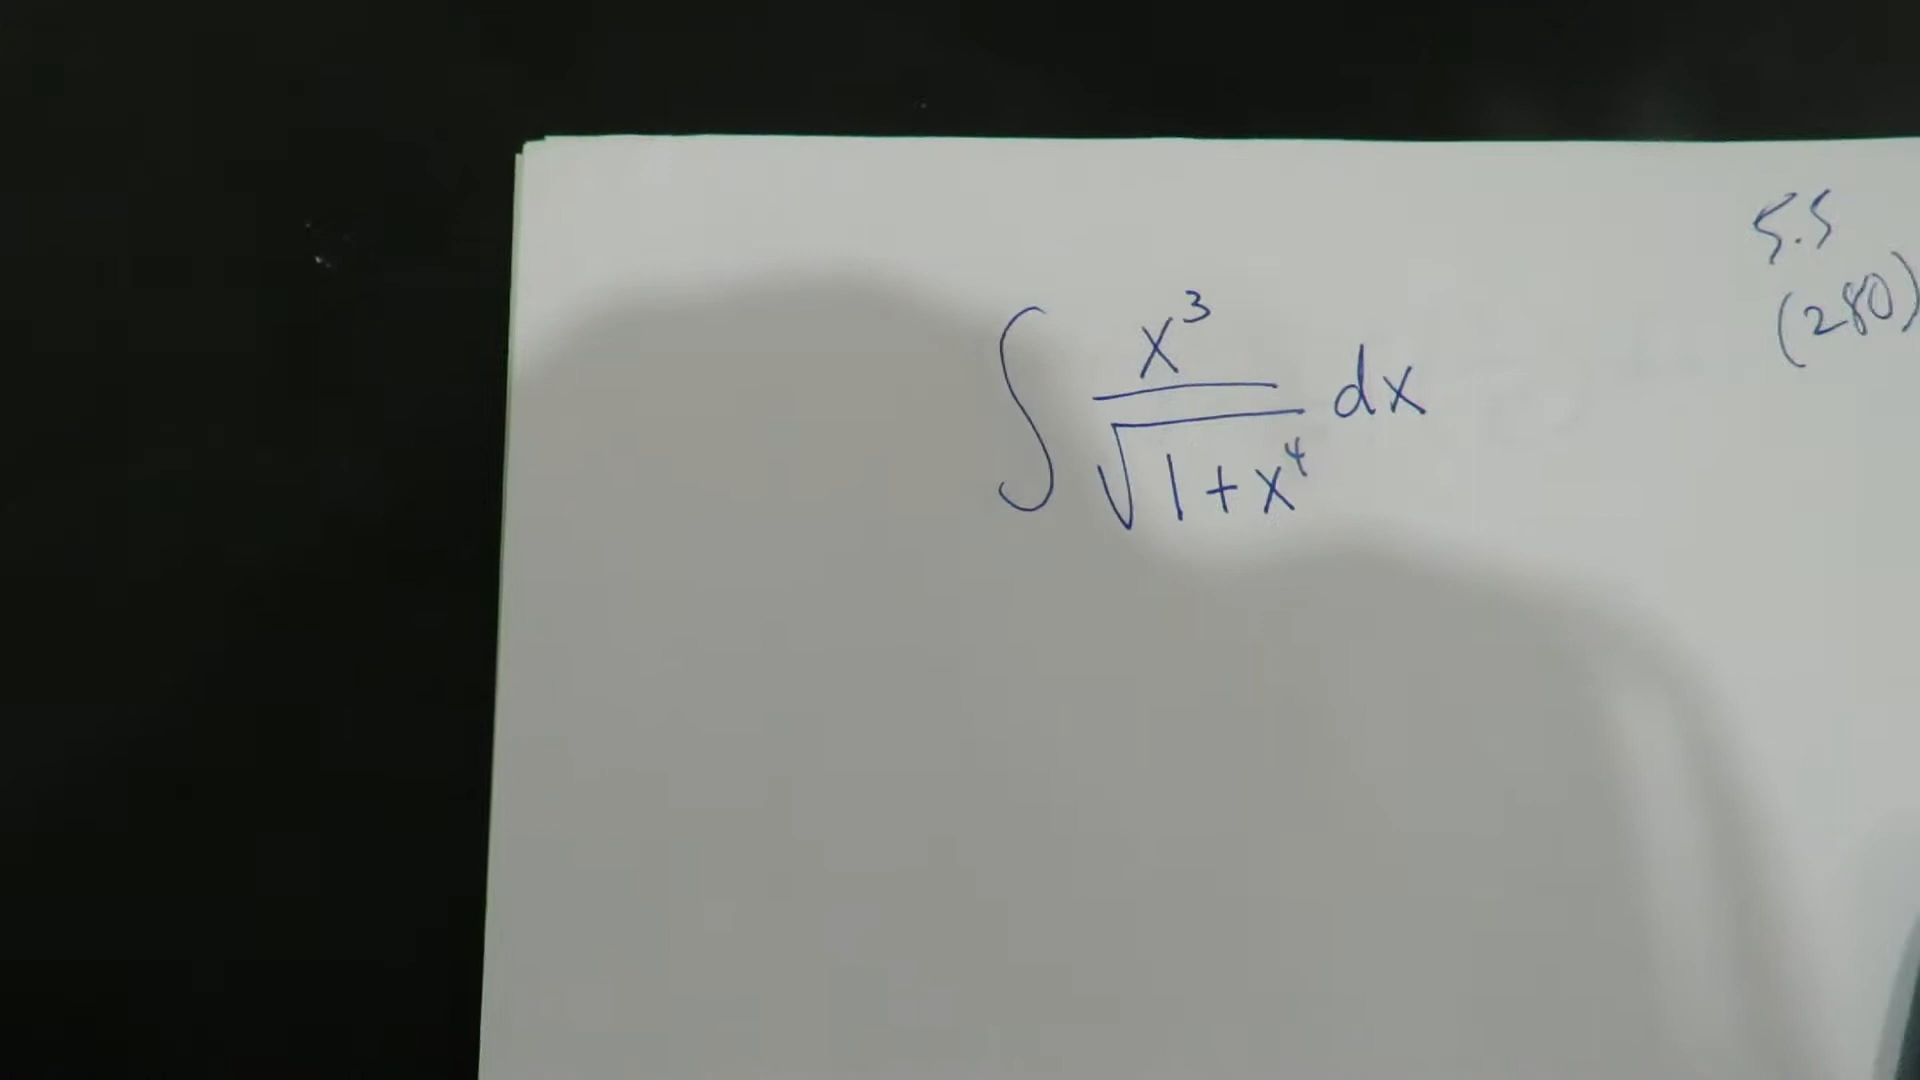 5.5
(280)
∫ x³ / √(1+x⁴) dx